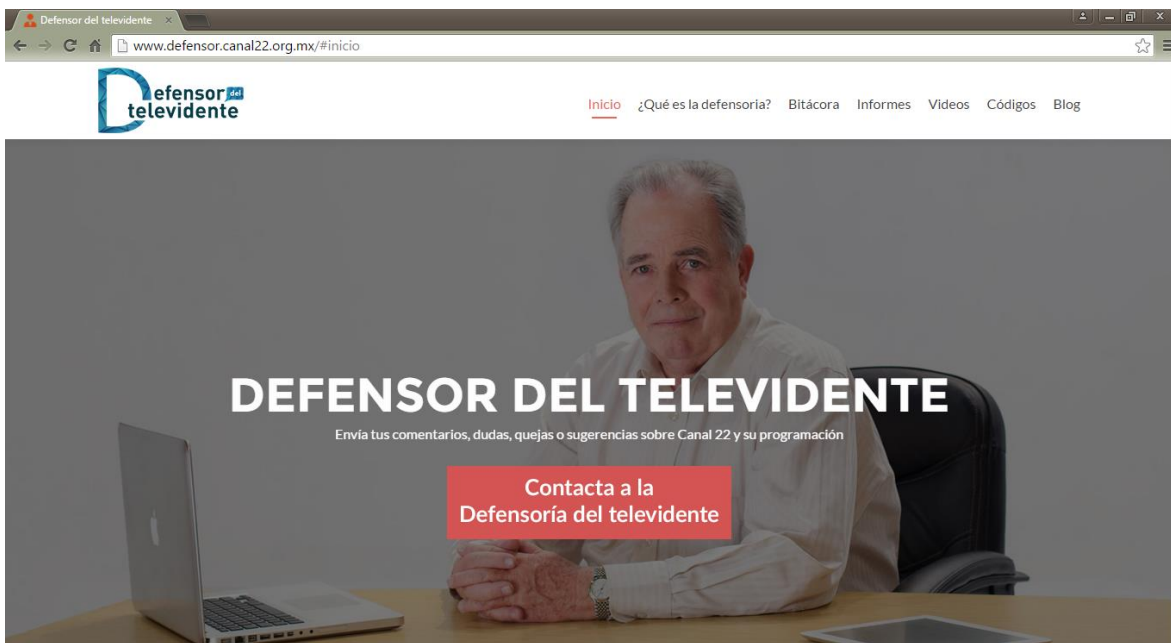 Defensor del televidente
www.defensor.canal22.org.mx/#inicio
Defensor del
televidente
Inicio ¿Qué es la defensoria? Bitácora Informes Videos Códigos Blog
DEFENSOR DEL TELEVIDENTE
Envía tus comentarios, dudas, quejas o sugerencias sobre Canal 22 y su programación
Contacta a la
Defensoría del televidente